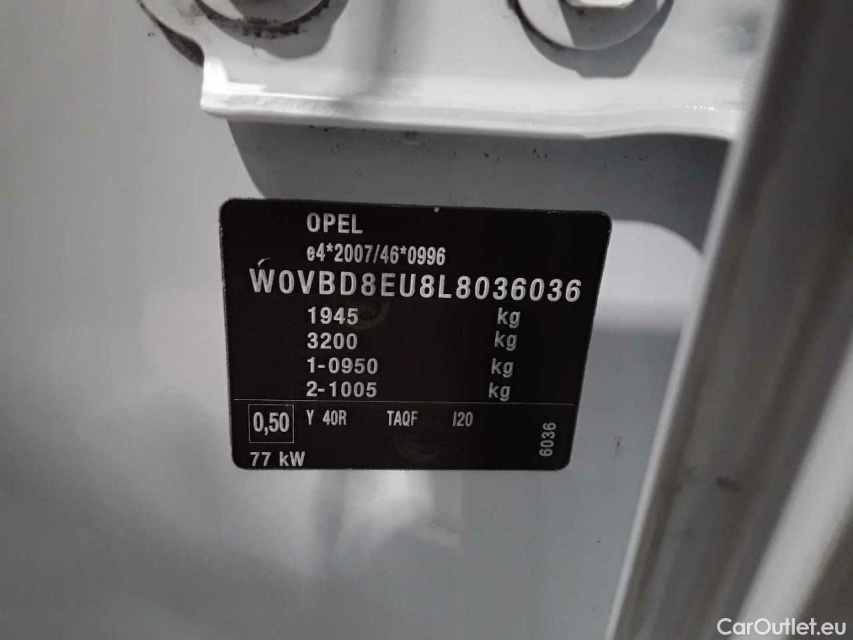 OPEL
e4*2007/46*0996
W0VBD8EU8L8036036
1945 kg
3200 kg
1-0950 kg
2-1005 kg
0,50 Y 40R TAQF I20
6036
77 kW
CarOutlet.eu